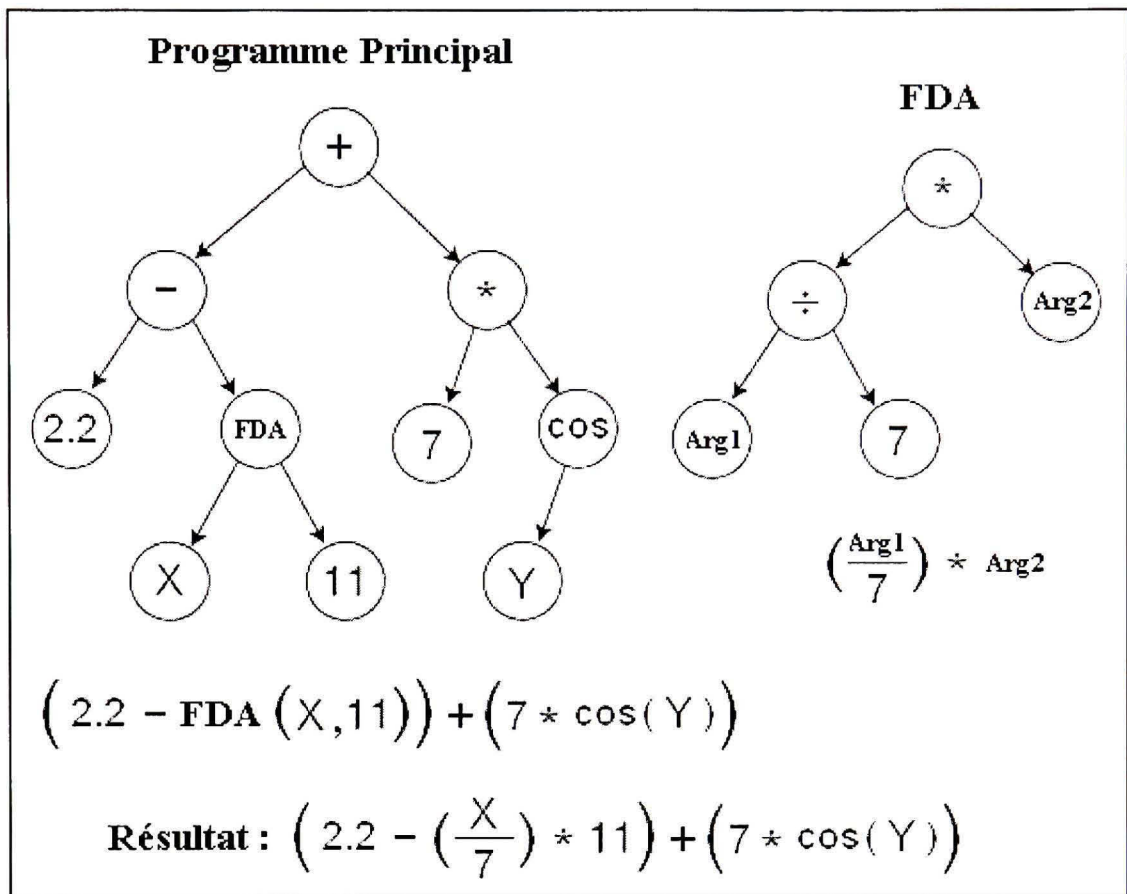 Programme Principal
FDA
+
*
-
*
÷
Arg2
2.2
FDA
7
cos
Arg1
7
X
11
Y
(Arg1/7) * Arg2
(2.2 - FDA (X,11)) + (7 * cos(Y))
Résultat : (2.2 - (X/7) * 11) + (7 * cos(Y))